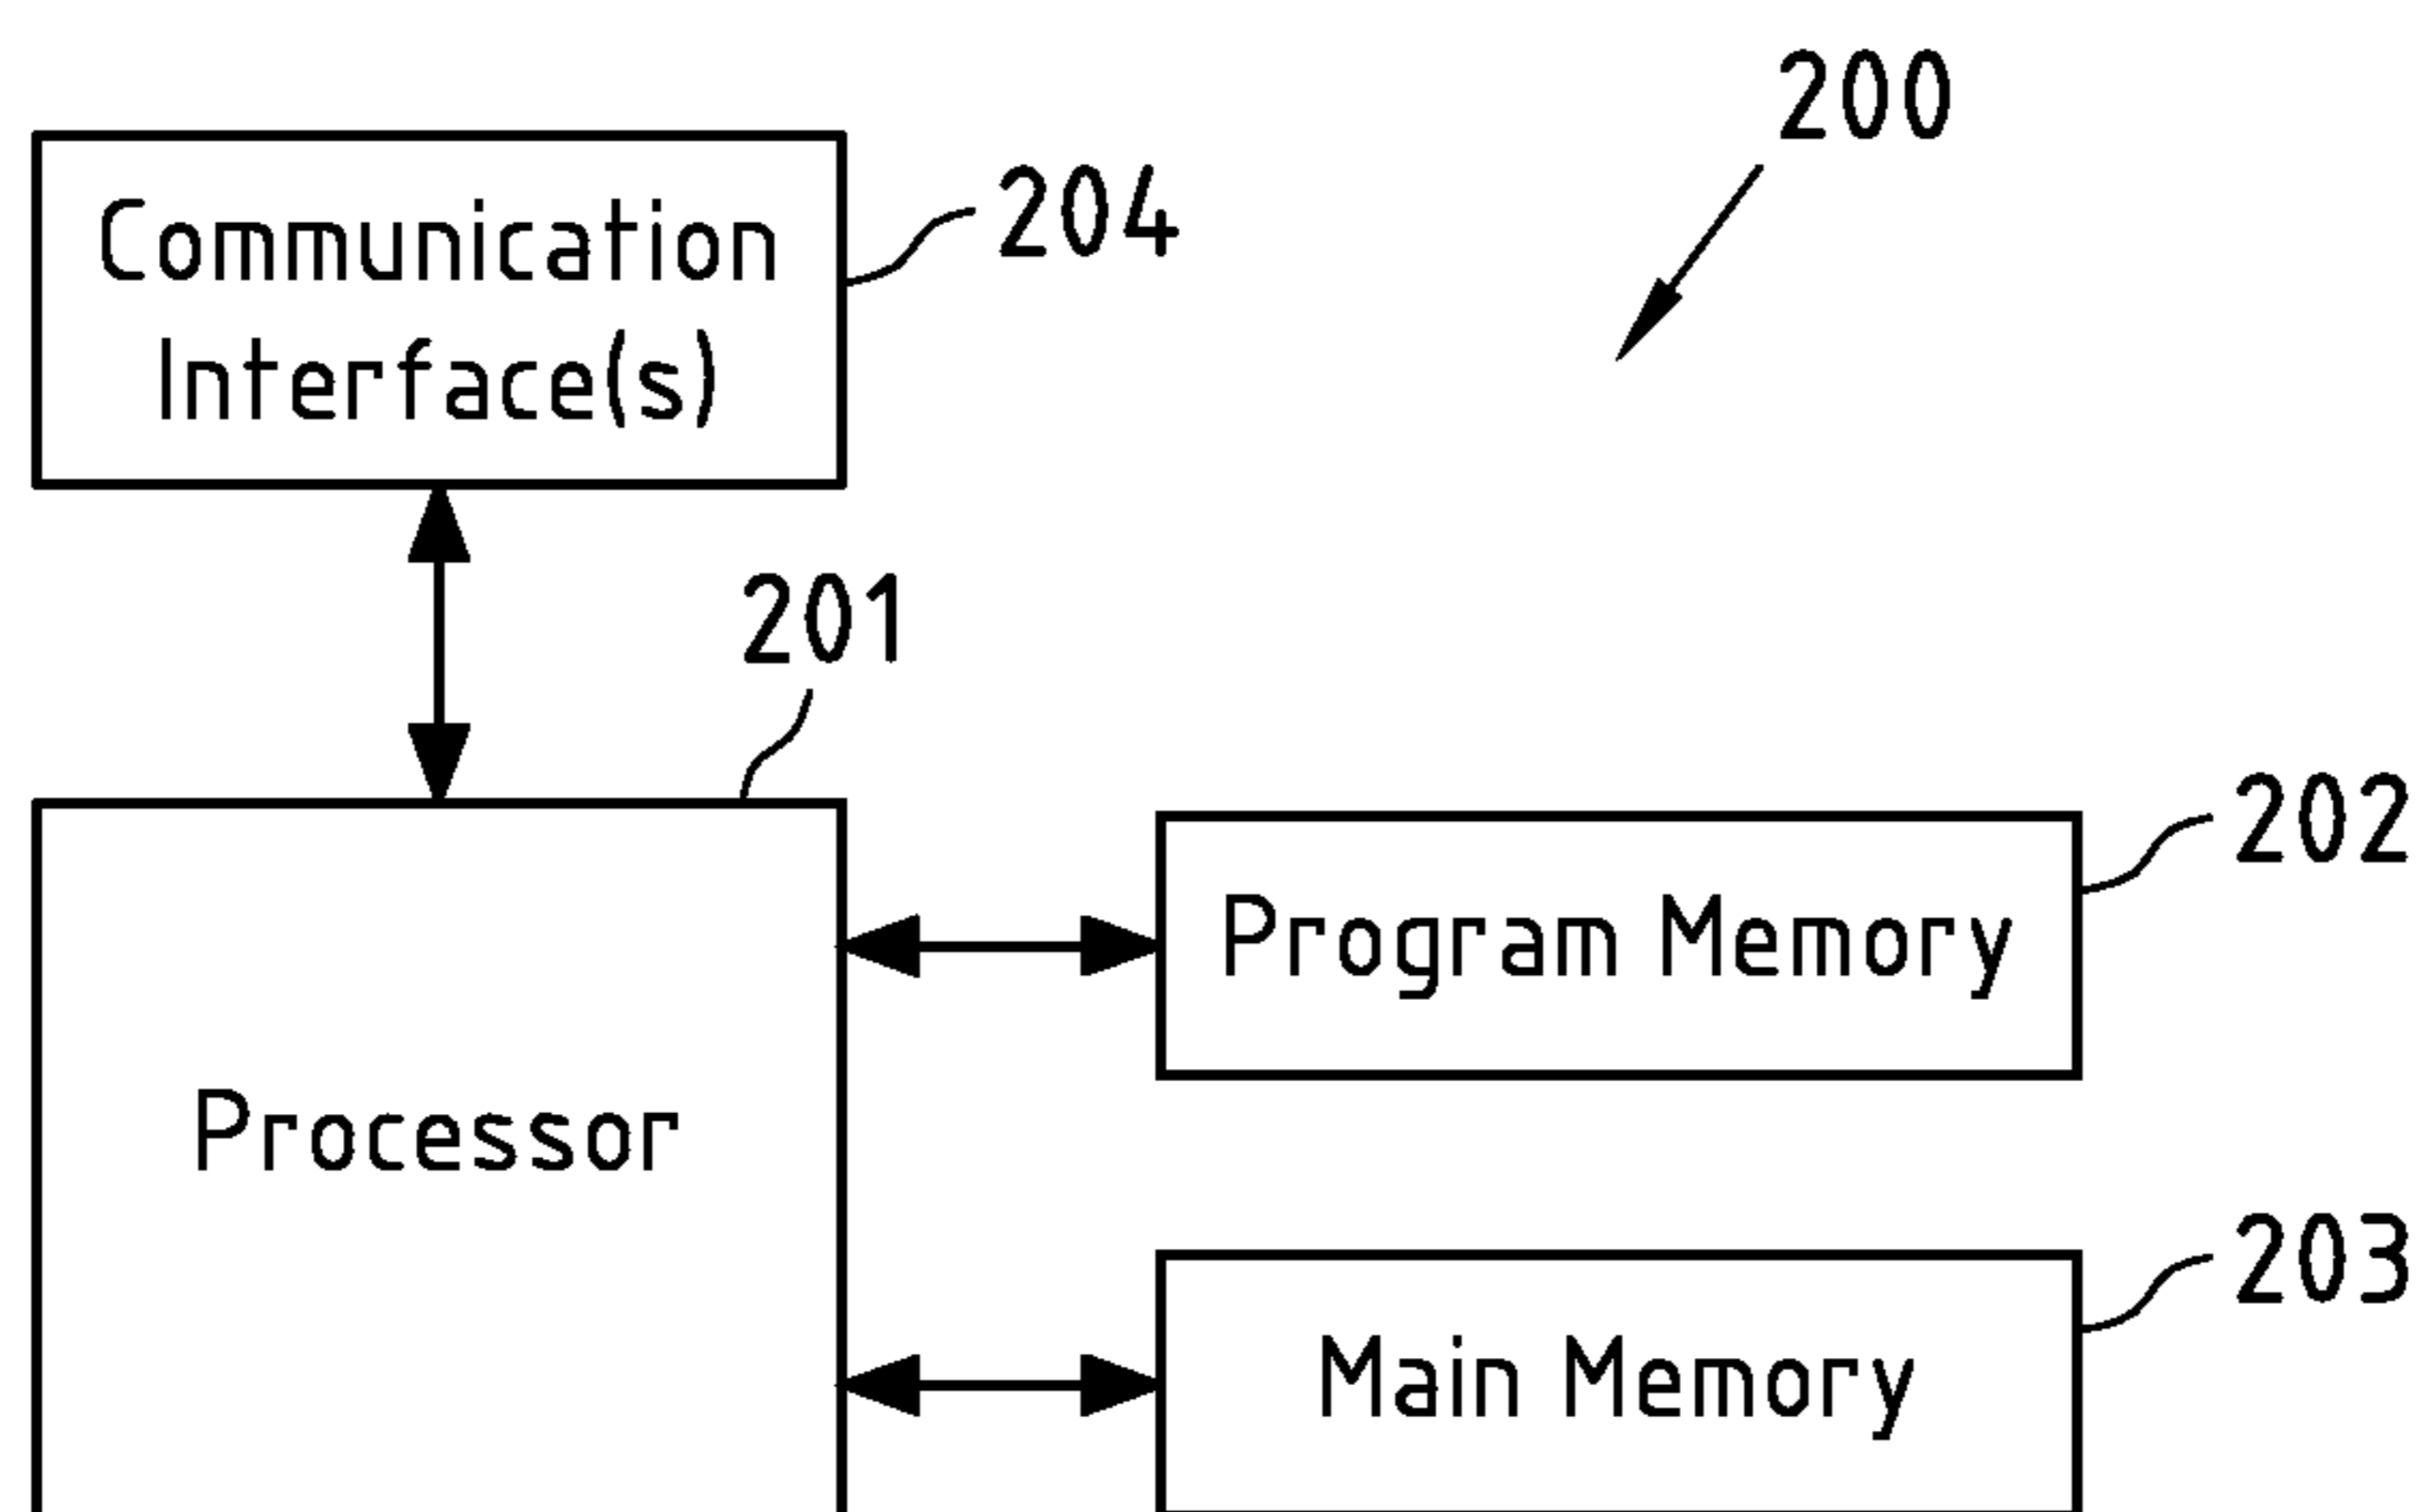 200
204
Communication
Interface(s)
201
202
Program Memory
Processor
203
Main Memory